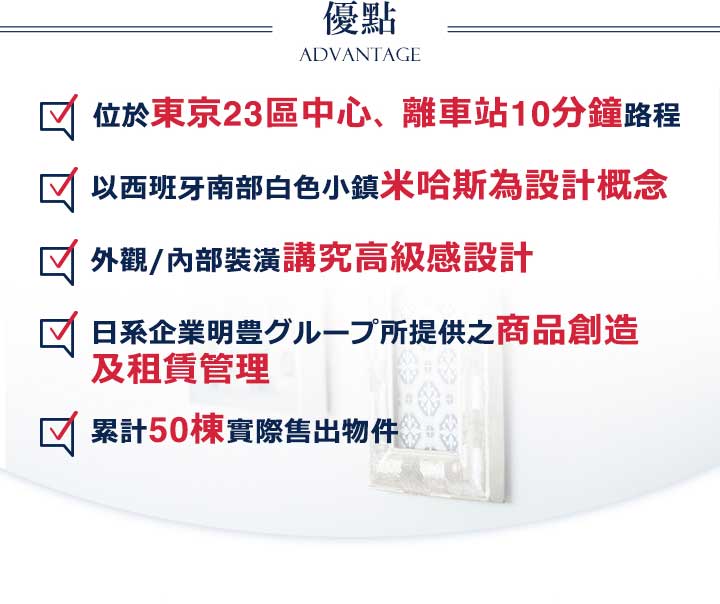 優點
ADVANTAGE
位於東京23區中心、離車站10分鐘路程
以西班牙南部白色小鎮米哈斯為設計概念
外觀/內部裝潢講究高級感設計
日系企業明豊グループ所提供之商品創造
及租賃管理
累計50棟實際售出物件